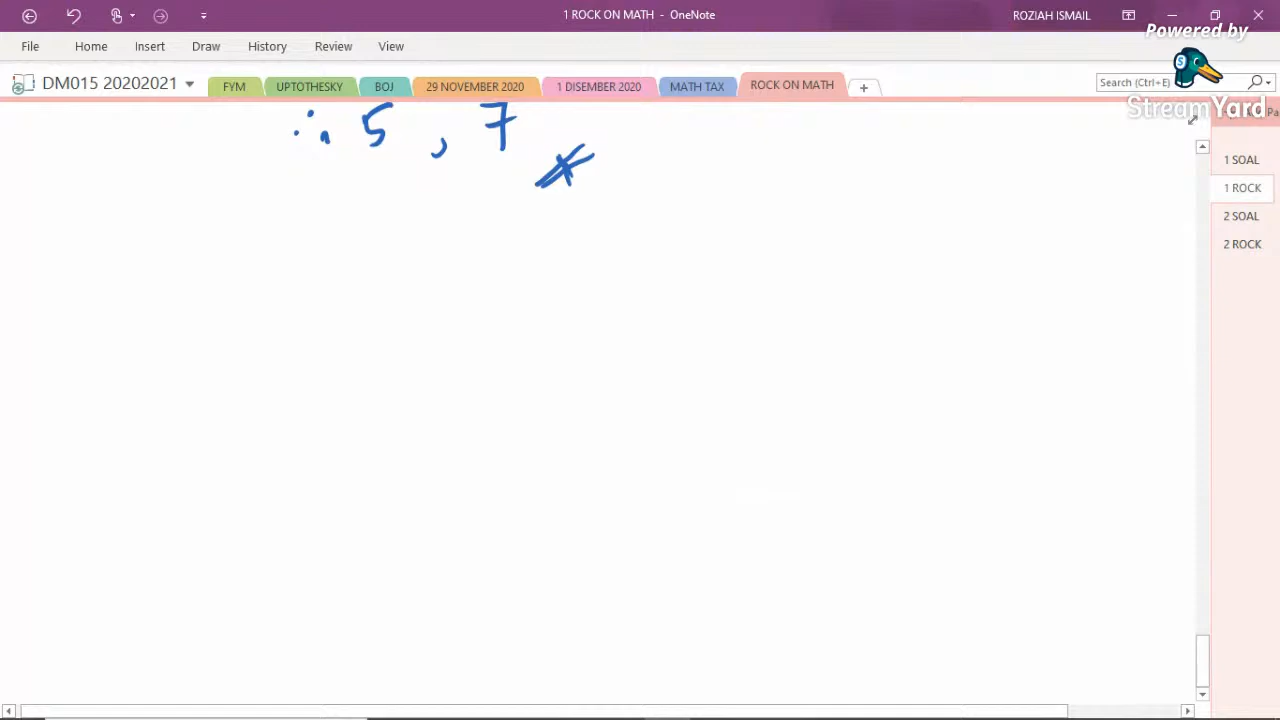 1 ROCK ON MATH - OneNote
ROZIAH ISMAIL
Powered by
File Home Insert Draw History Review View
DM015 20202021
FYM UPTOTHESKY BOJ 29 NOVEMBER 2020 1 DISEMBER 2020 MATH TAX ROCK ON MATH +
Search (Ctrl+E)
StreamYard
Pa
1 SOAL
1 ROCK
2 SOAL
2 ROCK
∴ 5 , 7